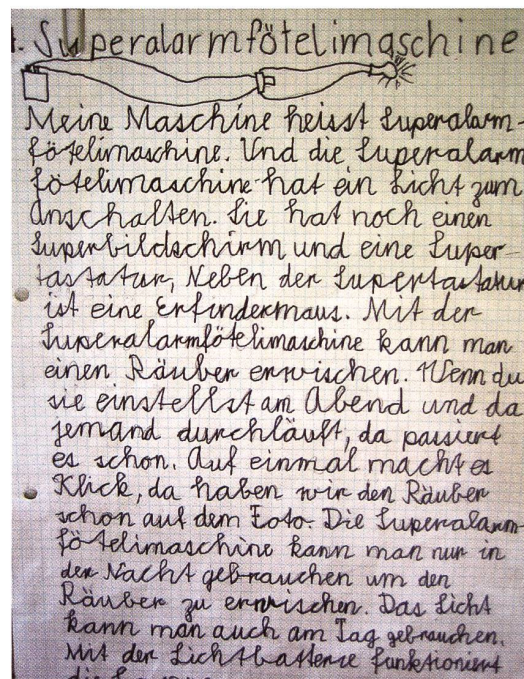 . Superalarmfötelimaschine
Meine Maschine heisst Superalarm-
fötelimaschine. Und die Superalarm
fötelimaschine hat ein Licht zum
Anschalten. Sie hat noch einen
Superbildschirm und eine Super-
tastatur, Neben der Supertastatur
ist eine Erfindermaus. Mit der
Superalarmfötelimaschine kann man
einen Räuber erwischen. Wenn du
sie einstellst am Abend und da
jemand durchläuft, da passiert
es schon. Auf einmal macht es
Klick, da haben wir den Räuber
schon auf dem Foto. Die Superalarm-
fötelimaschine kann man nur in
der Nacht gebrauchen um den
Räuber zu erwischen. Das Licht
kann man auch am Tag gebrauchen.
Mit der Lichtbatterie funktioniert
die